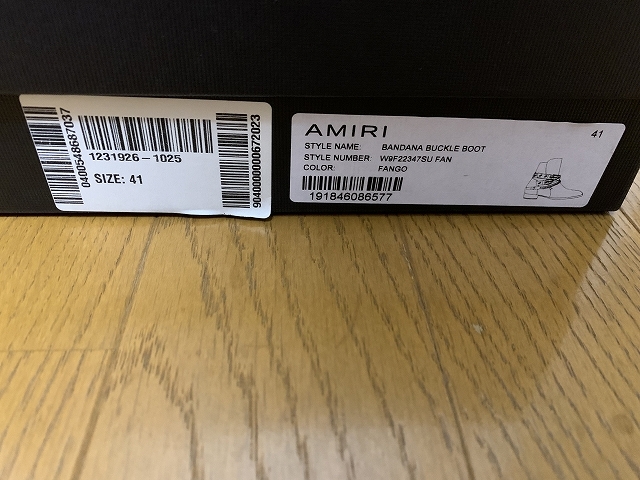 0400548687037
1231926-1025
SIZE: 41
9040000000672023
AMIRI
41
STYLE NAME: BANDANA BUCKLE BOOT
STYLE NUMBER: W9F22347SU FAN
COLOR: FANGO
191846086577